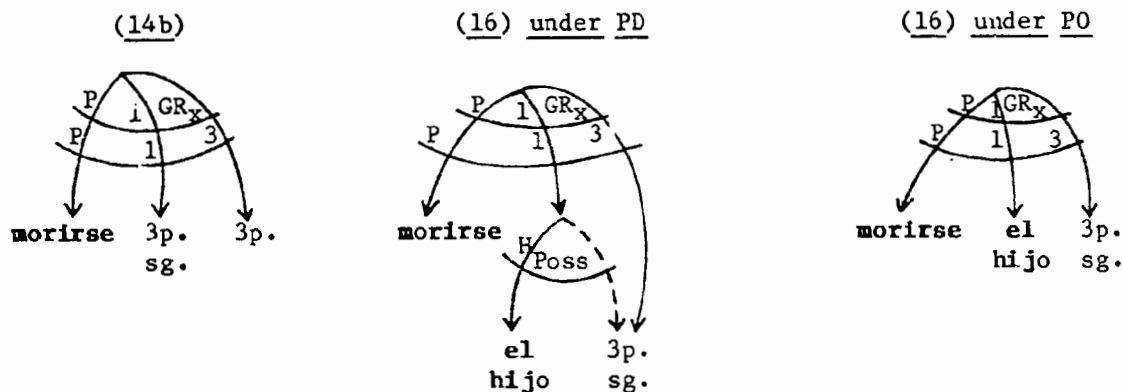 (14b)
P 1 GRx
P 1 3
morirse 3p. 3p.
sg.
(16) under PD
P 1 GRx
P 1 3
morirse
H Poss
el 3p.
hijo sg.
(16) under PO
P 1 GRx
P 1 3
morirse el 3p.
hijo sg.